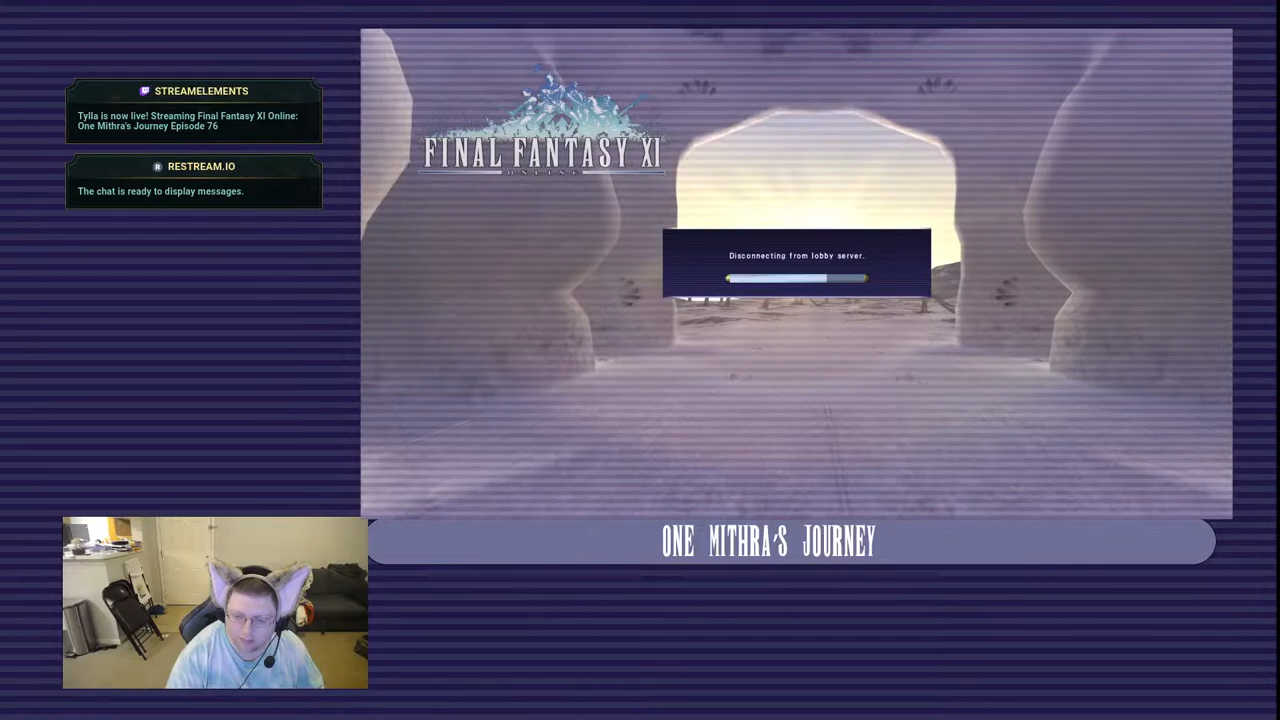 STREAMELEMENTS
Tylla is now live! Streaming Final Fantasy XI Online:
One Mithra's Journey Episode 76
R
RESTREAM.IO
The chat is ready to display messages.
FINAL FANTASY XI
ONLINE
Disconnecting from lobby server.
ONE MITHRA'S JOURNEY